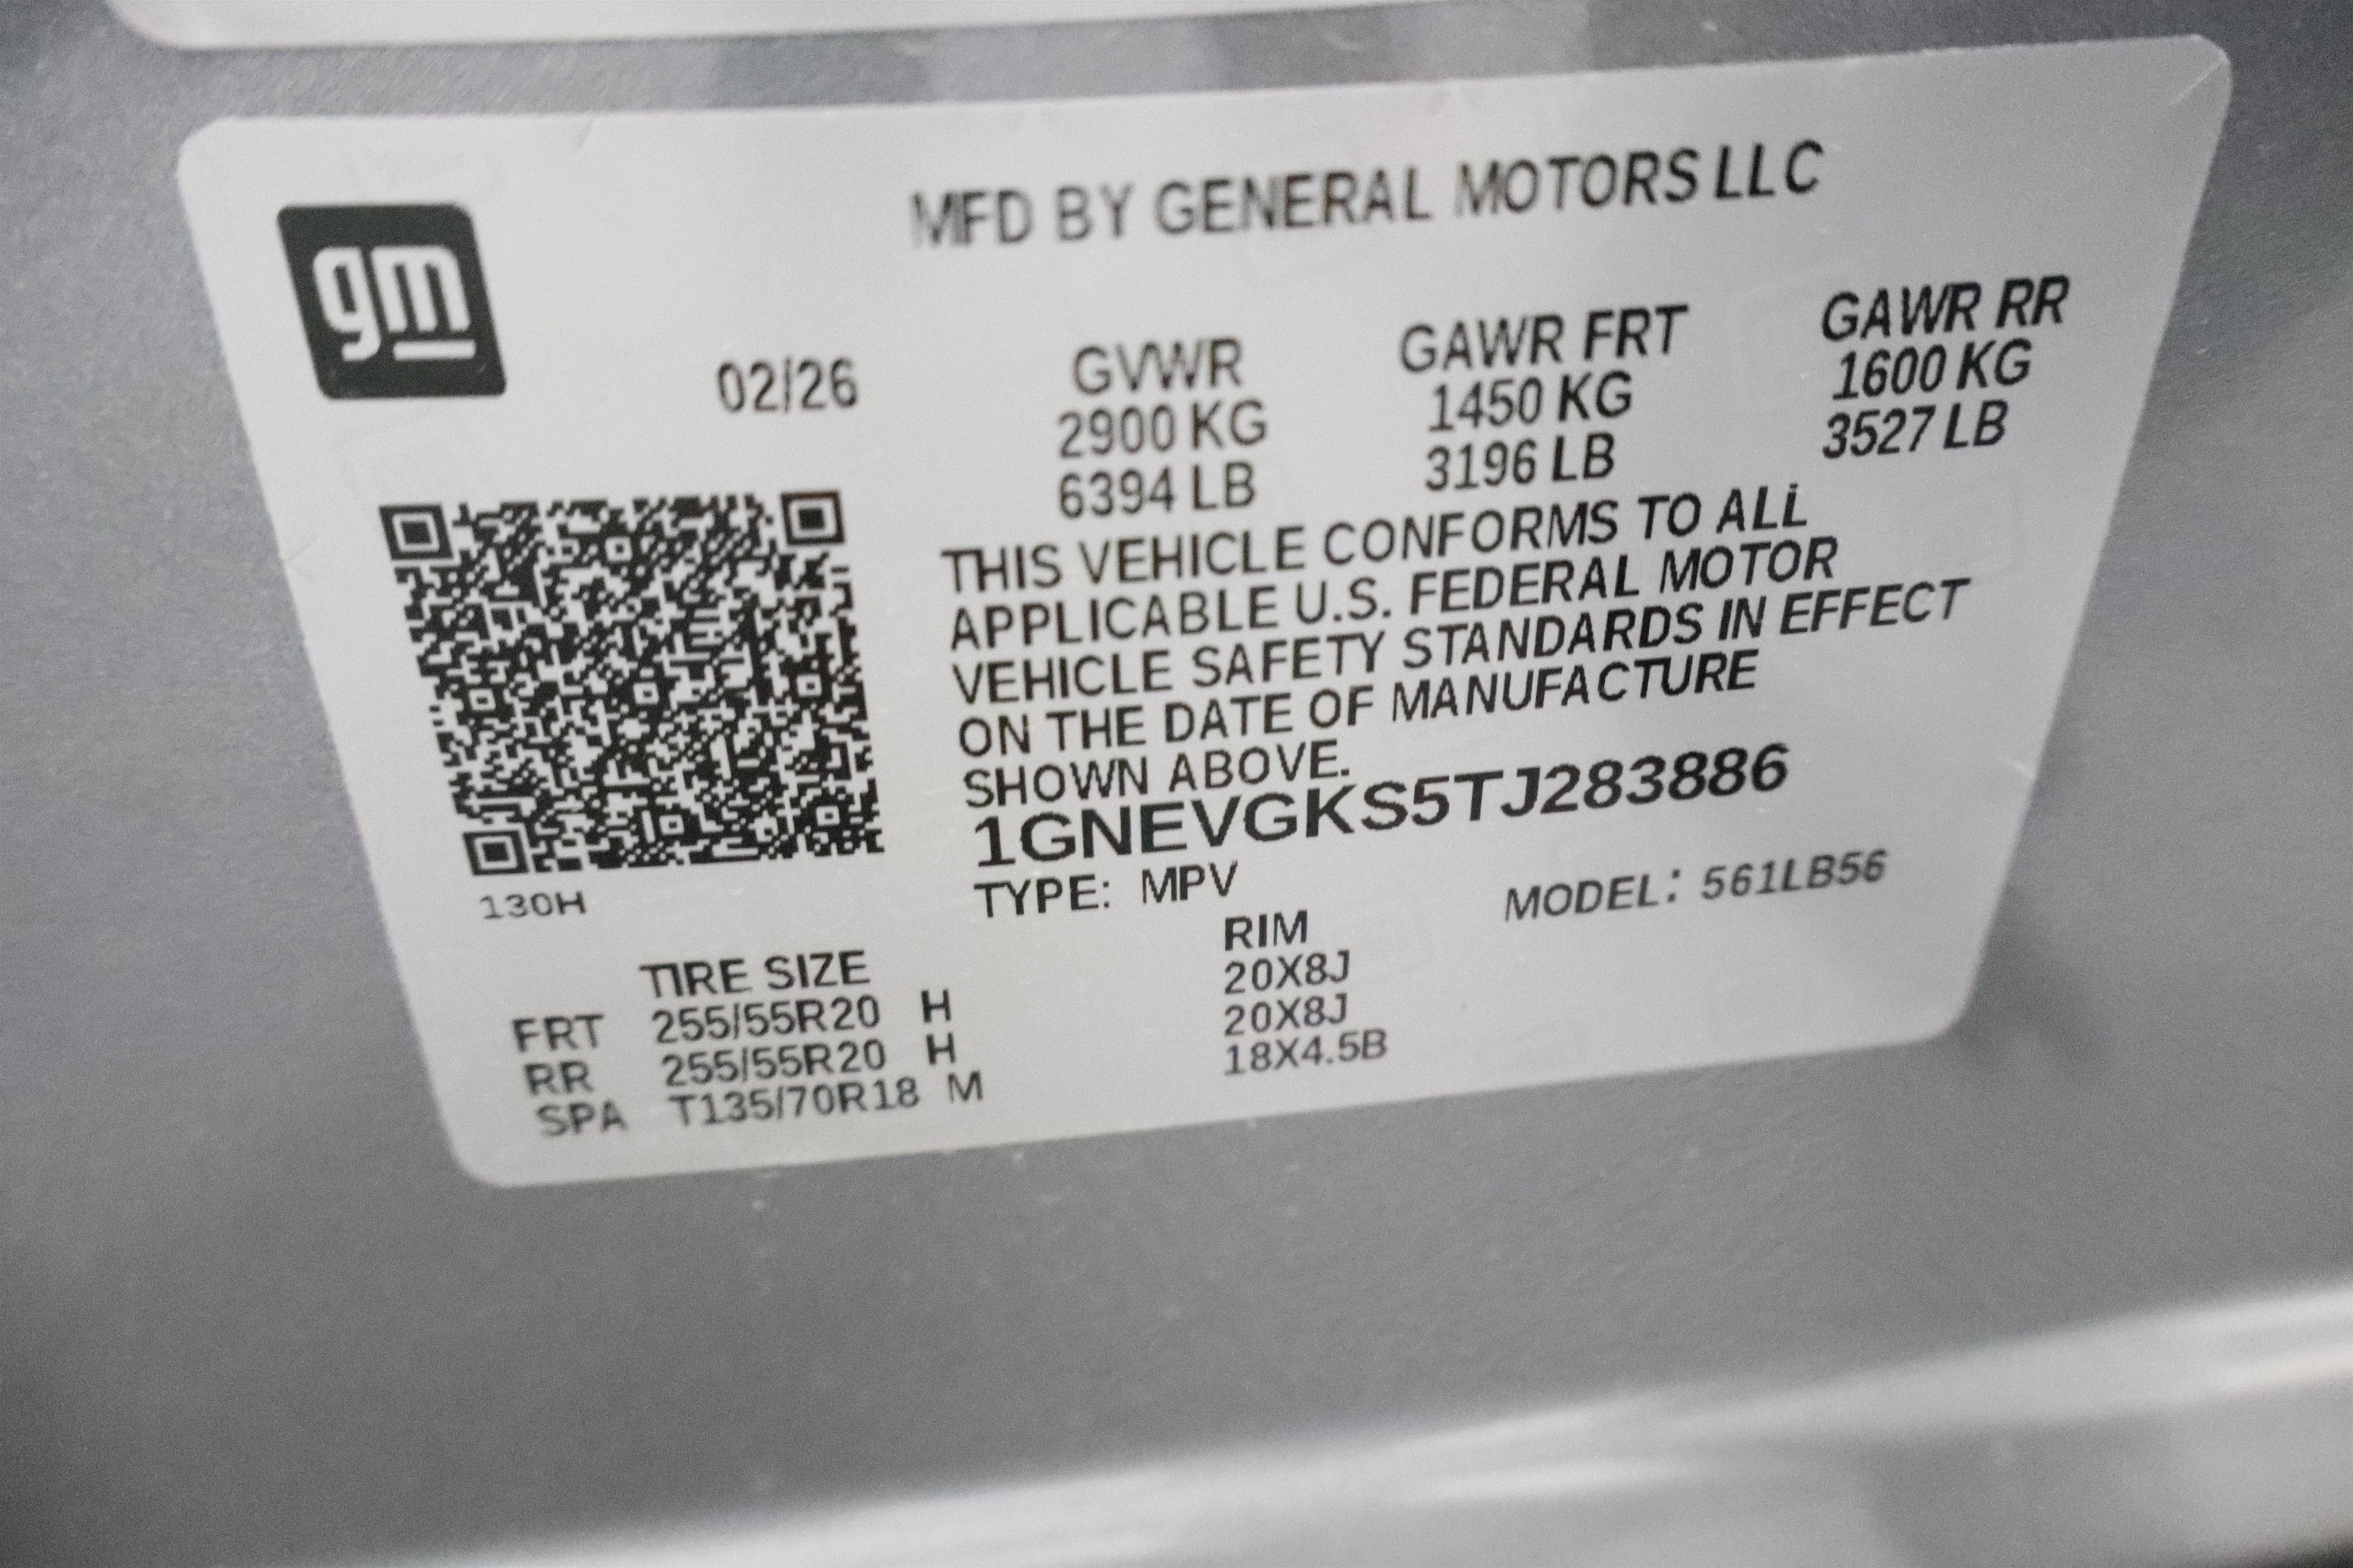 gm
MFD BY GENERAL MOTORS LLC
02/26
GVWR GAWR FRT GAWR RR
2900 KG 1450 KG 1600 KG
6394 LB 3196 LB 3527 LB
THIS VEHICLE CONFORMS TO ALL
APPLICABLE U.S. FEDERAL MOTOR
VEHICLE SAFETY STANDARDS IN EFFECT
ON THE DATE OF MANUFACTURE
SHOWN ABOVE.
1GNEVGKS5TJ283886
130H
TYPE: MPV MODEL: 561LB56
TIRE SIZE RIM
FRT 255/55R20 H 20X8J
RR 255/55R20 H 20X8J
SPA T135/70R18 M 18X4.5B